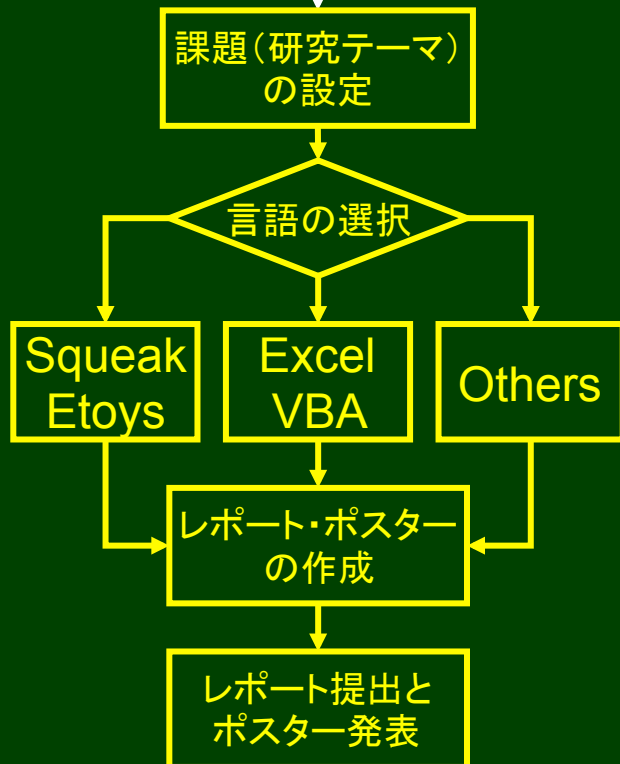 課題（研究テーマ）
の設定
言語の選択
Squeak
Etoys
Excel
VBA
Others
レポート・ポスター
の作成
レポート提出と
ポスター発表